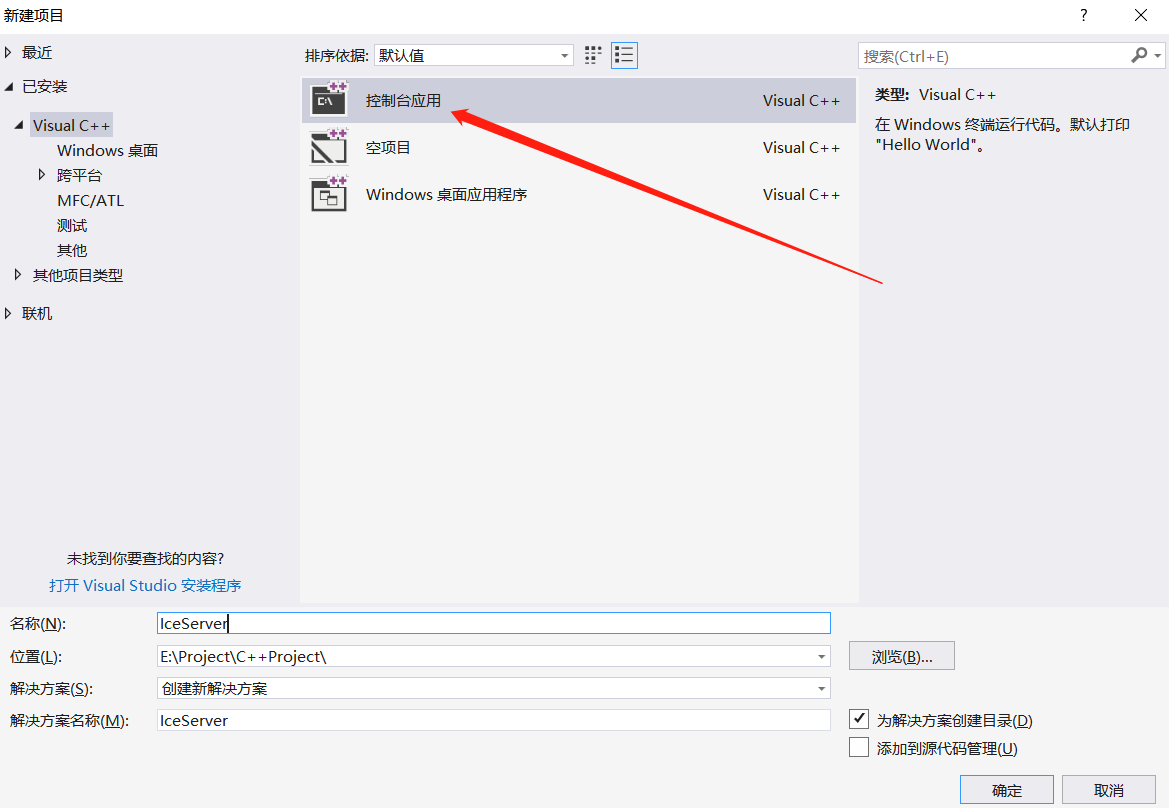 新建项目
?
最近
已安装
Visual C++
Windows 桌面
跨平台
MFC/ATL
测试
其他
其他项目类型
联机
未找到你要查找的内容?
打开 Visual Studio 安装程序
排序依据: 默认值
控制台应用 Visual C++
空项目 Visual C++
Windows 桌面应用程序 Visual C++
搜索(Ctrl+E)
类型: Visual C++
在 Windows 终端运行代码。默认打印
"Hello World"。
名称(N): IceServer
位置(L): E:\Project\C++Project\
浏览(B)...
解决方案(S): 创建新解决方案
解决方案名称(M): IceServer
为解决方案创建目录(D)
添加到源代码管理(U)
确定 取消